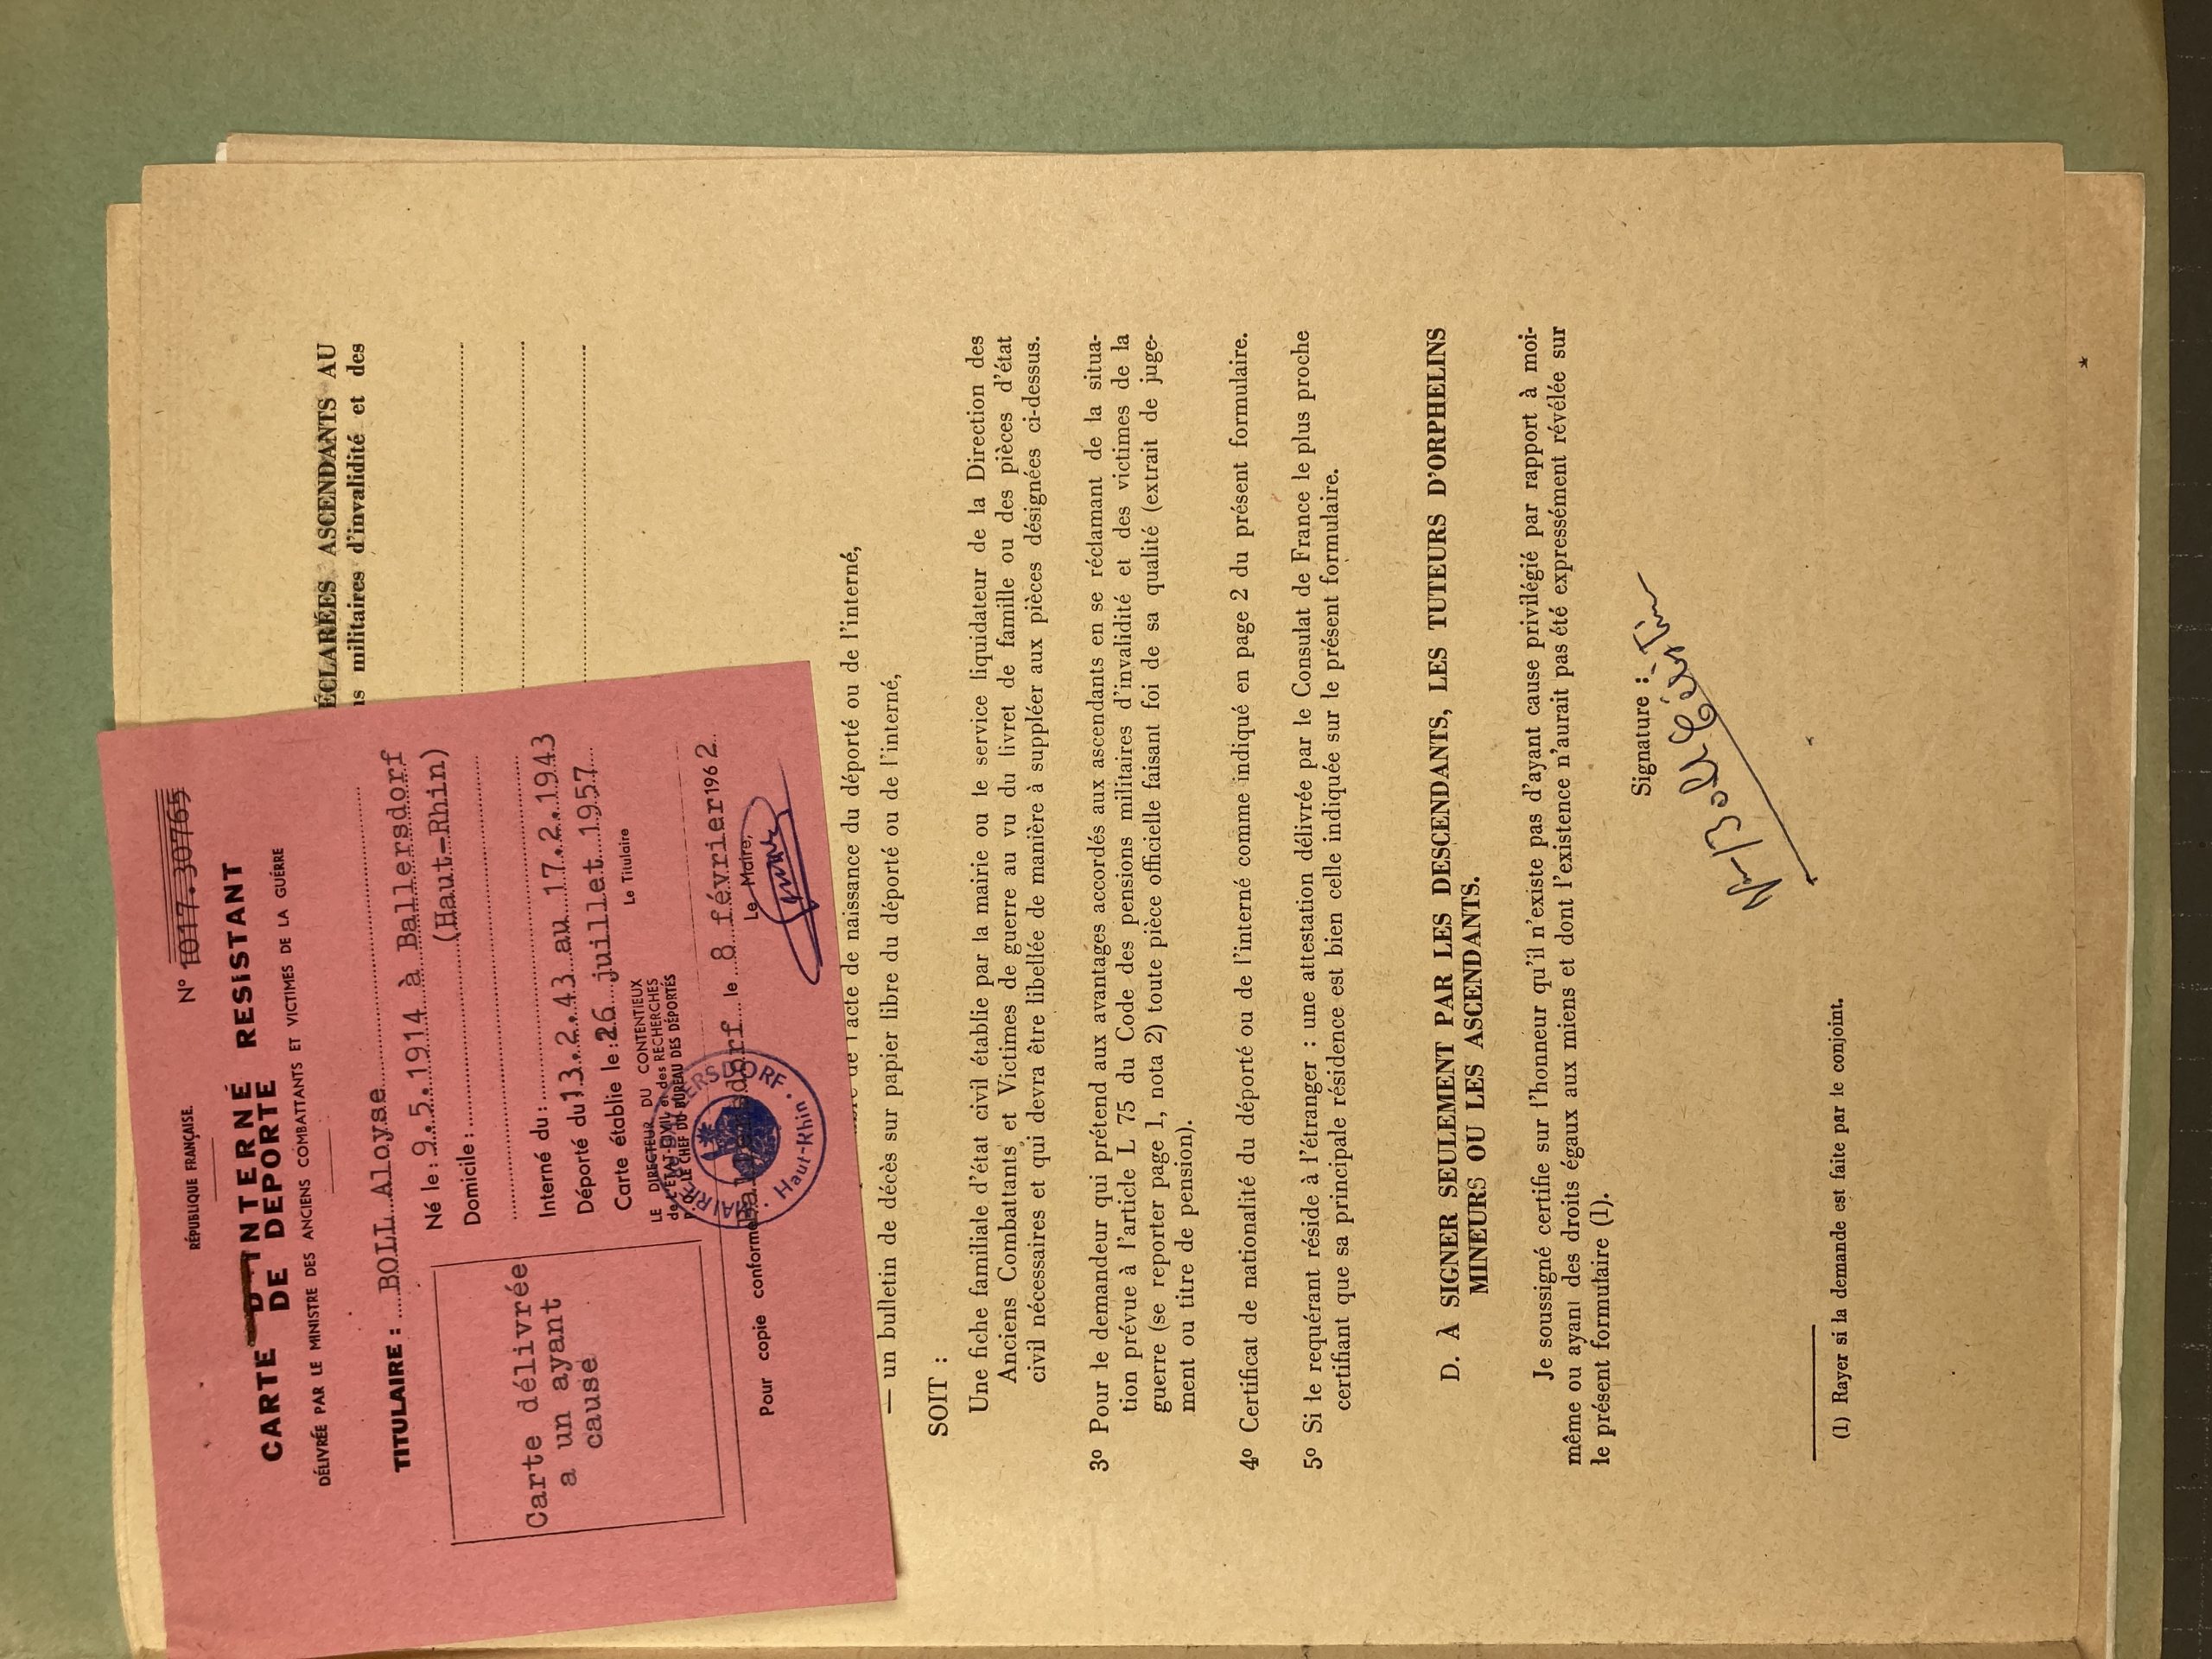 RÉPUBLIQUE FRANÇAISE.
N° 1017.30765
CARTE D'INTERNÉ RESISTANT
DE DEPORTE
DÉLIVRÉE PAR LE MINISTRE DES ANCIENS COMBATTANTS ET VICTIMES DE LA GUERRE
TITULAIRE : BOLL Aloyse
Né le : 9.5.1914 à Ballersdorf
(Haut-Rhin)
Domicile :
Interné du :
Déporté du 13.2.43 au 17.2.1943
Carte établie le : 26 juillet 1957
LE DIRECTEUR DU CONTENTIEUX
de L'ETAT-CIVIL et des RECHERCHES
LE CHEF DU BUREAU DES DÉPORTÉS
Le Titulaire
Carte délivrée
a un ayant
cause
Pour copie conforme Ballersdorf le 8 février 1962
Le Maire,
MAIRIE BALLERSDORF
Haut-Rhin
ÉCLARÉES ASCENDANTS AU
ns militaires d'invalidité et des
de l'acte de naissance du déporté ou de l'interné,
— un bulletin de décès sur papier libre du déporté ou de l'interné,
SOIT :
Une fiche familiale d'état civil établie par la mairie ou le service liquidateur de la Direction des
Anciens Combattants et Victimes de guerre au vu du livret de famille ou des pièces d'état
civil nécessaires et qui devra être libellée de manière à suppléer aux pièces désignées ci-dessus.
3° Pour le demandeur qui prétend aux avantages accordés aux ascendants en se réclamant de la situa-
tion prévue à l'article L 75 du Code des pensions militaires d'invalidité et des victimes de la
guerre (se reporter page 1, nota 2) toute pièce officielle faisant foi de sa qualité (extrait de juge-
ment ou titre de pension).
4° Certificat de nationalité du déporté ou de l'interné comme indiqué en page 2 du présent formulaire.
5° Si le requérant réside à l'étranger : une attestation délivrée par le Consulat de France le plus proche
certifiant que sa principale résidence est bien celle indiquée sur le présent formulaire.
D. À SIGNER SEULEMENT PAR LES DESCENDANTS, LES TUTEURS D'ORPHELINS
MINEURS OU LES ASCENDANTS.
Je soussigné certifie sur l'honneur qu'il n'existe pas d'ayant cause privilégié par rapport à moi-
même ou ayant des droits égaux aux miens et dont l'existence n'aurait pas été expressément révélée sur
le présent formulaire (1).
Signature :
Boll
(1) Rayer si la demande est faite par le conjoint.
*